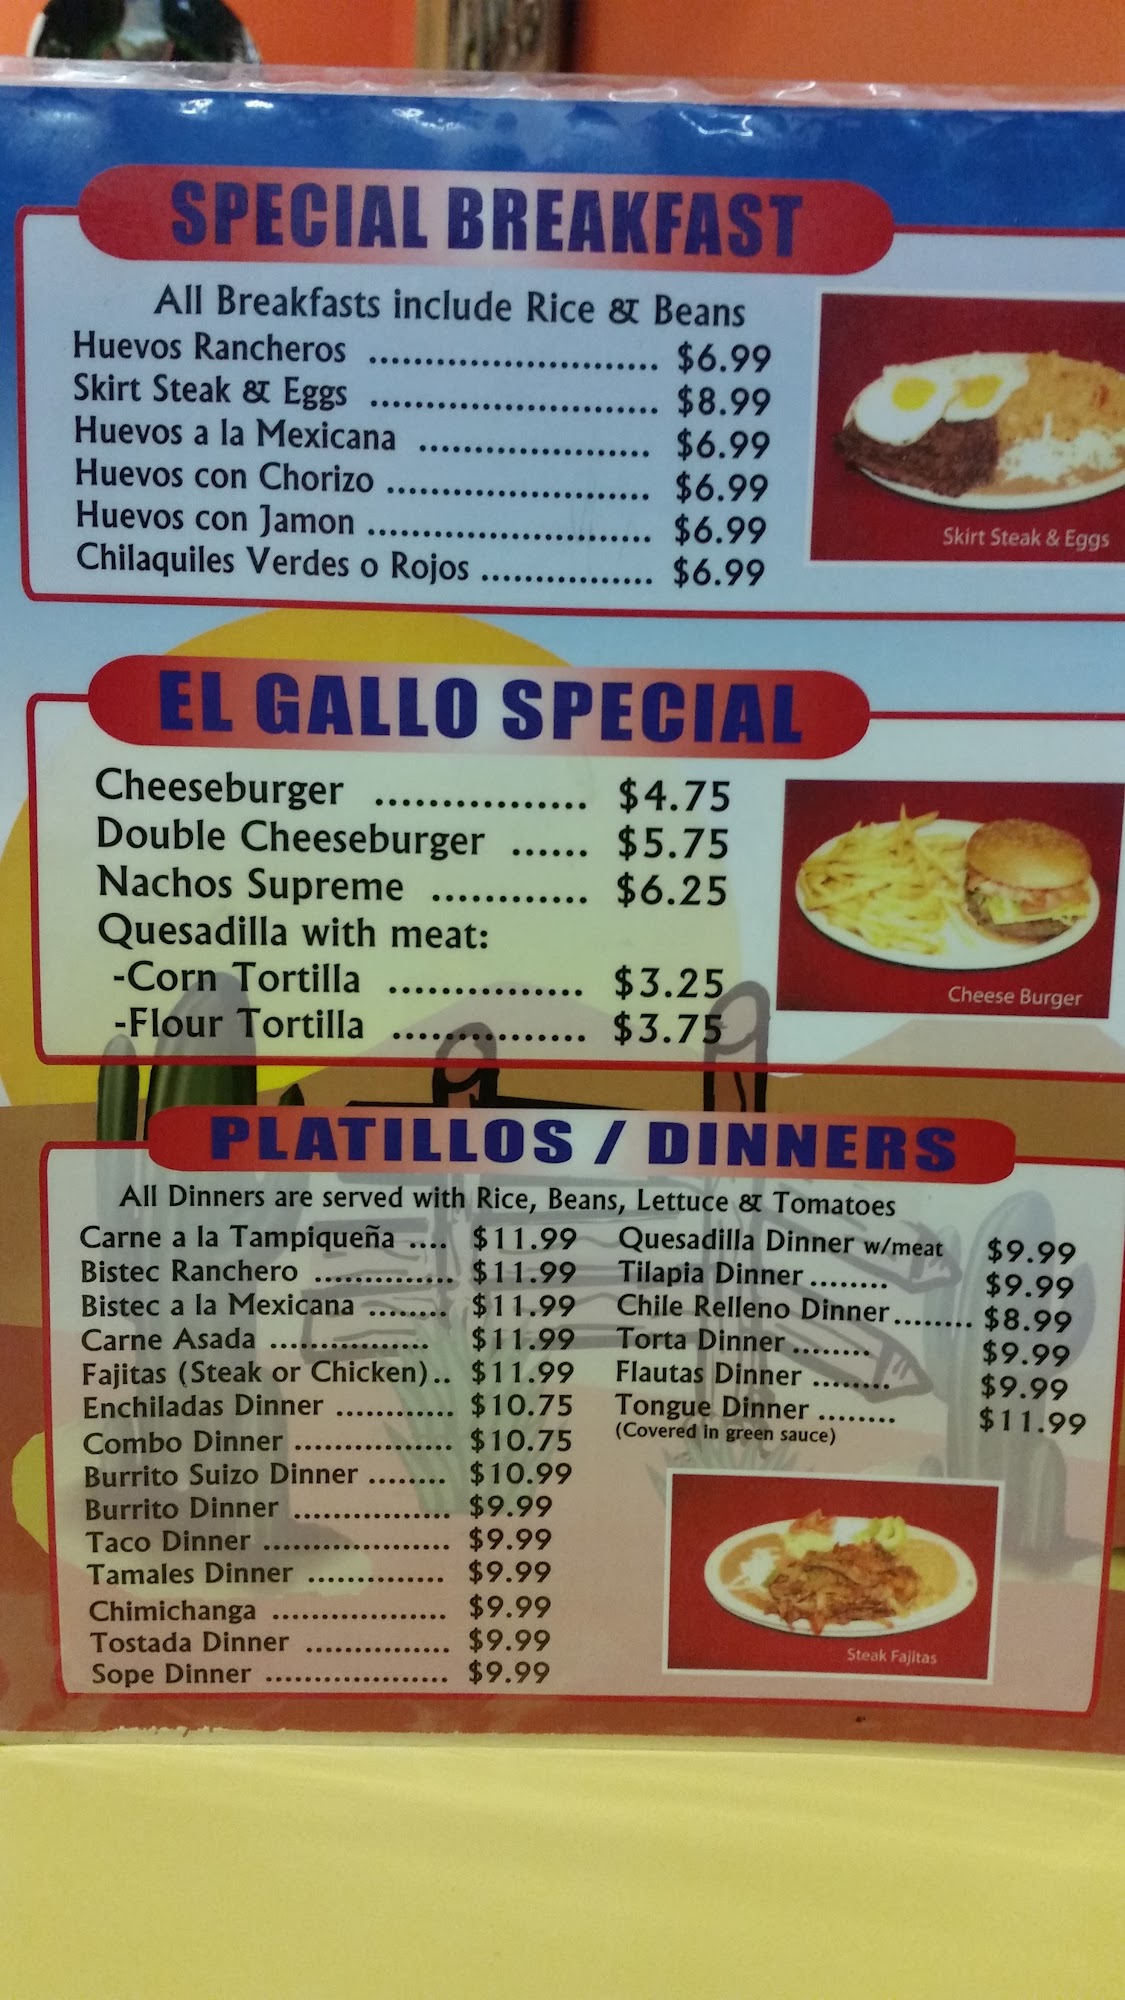 SPECIAL BREAKFAST
All Breakfasts include Rice & Beans
Huevos Rancheros ............................ $6.99
Skirt Steak & Eggs ............................ $8.99
Huevos a la Mexicana ...................... $6.99
Huevos con Chorizo ......................... $6.99
Huevos con Jamon ........................... $6.99
Chilaquiles Verdes o Rojos ................ $6.99
Skirt Steak & Eggs
EL GALLO SPECIAL
Cheeseburger ................ $4.75
Double Cheeseburger ...... $5.75
Nachos Supreme ............ $6.25
Quesadilla with meat:
-Corn Tortilla ............... $3.25
-Flour Tortilla ............... $3.75
Cheese Burger
PLATILLOS / DINNERS
All Dinners are served with Rice, Beans, Lettuce & Tomatoes
Carne a la Tampiqueña .... $11.99
Bistec Ranchero .............. $11.99
Bistec a la Mexicana ........ $11.99
Carne Asada ................. $11.99
Fajitas (Steak or Chicken).. $11.99
Enchiladas Dinner ............ $10.75
Combo Dinner ................ $10.75
Burrito Suizo Dinner ........ $10.99
Burrito Dinner ................ $9.99
Taco Dinner ................... $9.99
Tamales Dinner .............. $9.99
Chimichanga .................. $9.99
Tostada Dinner ............... $9.99
Sope Dinner ................... $9.99
Quesadilla Dinner w/meat $9.99
Tilapia Dinner ........ $9.99
Chile Relleno Dinner........ $8.99
Torta Dinner ........ $9.99
Flautas Dinner ........ $9.99
Tongue Dinner ........ $11.99
(Covered in green sauce)
Steak Fajitas